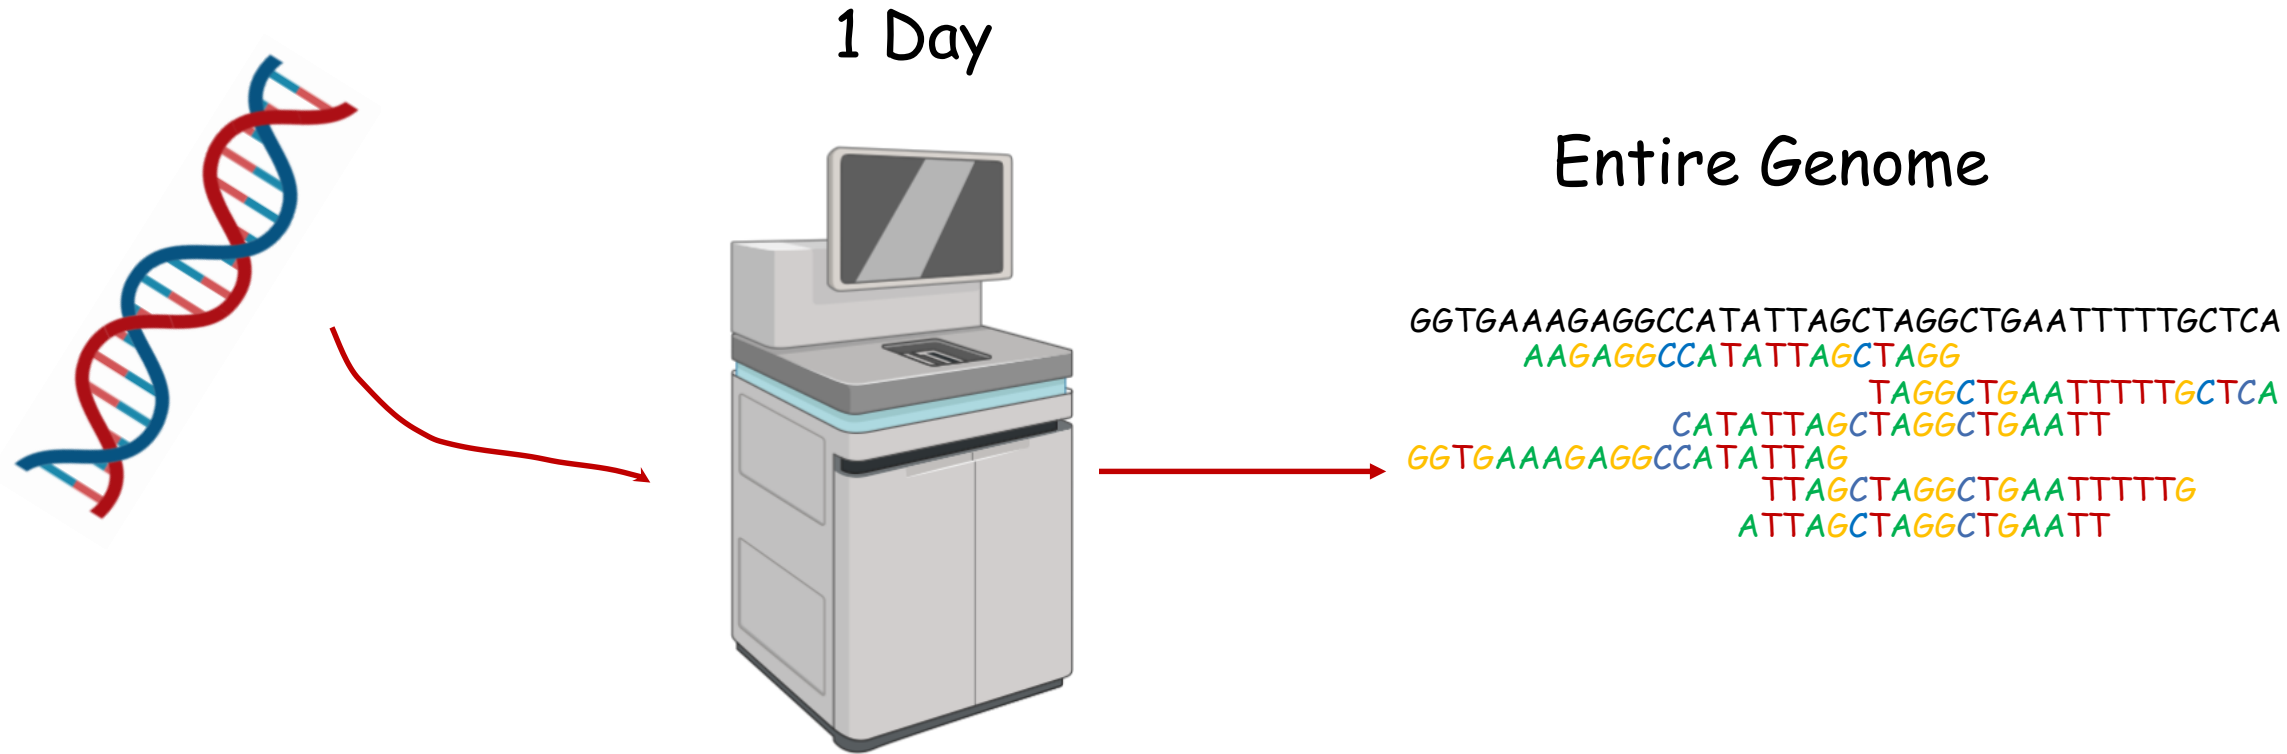 1 Day
Entire Genome
GGTGAAAGAGGCCATATTAGCTAGGCTGAATTTTTGCTCA
AAGAGGCCATATTAGCTAGG
TAGGCTGAATTTTTGCTCA
CATATTAGCTAGGCTGAATT
GGTGAAAGAGGCCATATTAG
TTAGCTAGGCTGAATTTTTG
ATTAGCTAGGCTGAATT